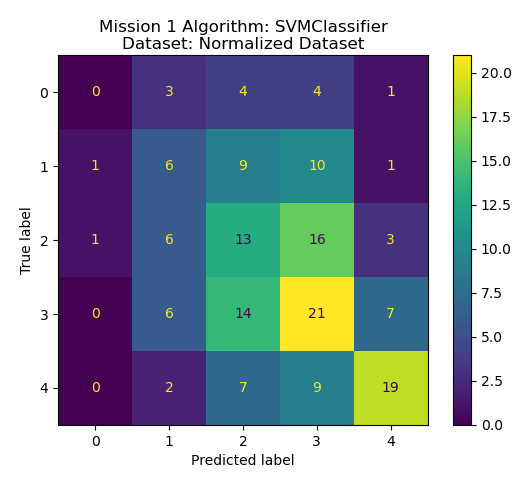 Mission 1 Algorithm: SVMClassifier
Dataset: Normalized Dataset
True label
0 0 3 4 4 1
1 1 6 9 10 1
2 1 6 13 16 3
3 0 6 14 21 7
4 0 2 7 9 19
0 1 2 3 4
Predicted label
20.0
17.5
15.0
12.5
10.0
7.5
5.0
2.5
0.0